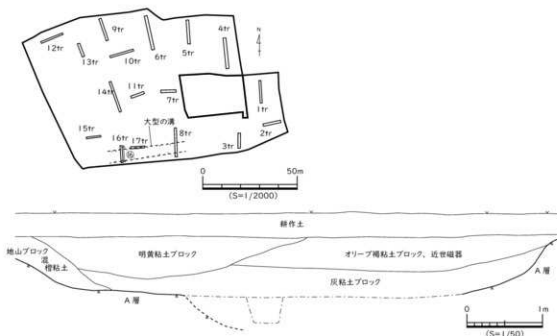 9tr
4tr
N
12tr
13tr
10tr
6tr
5tr
14tr
11tr
7tr
1tr
大型の溝
15tr
16tr
17tr
8tr
3tr
2tr
0
50m
(S=1/2000)
耕作土
地山ブロック
混
橙粘土
明黄粘土ブロック
オリーブ褐粘土ブロック、近世磁器
A層
灰粘土ブロック
A層
0
1m
(S=1/50)